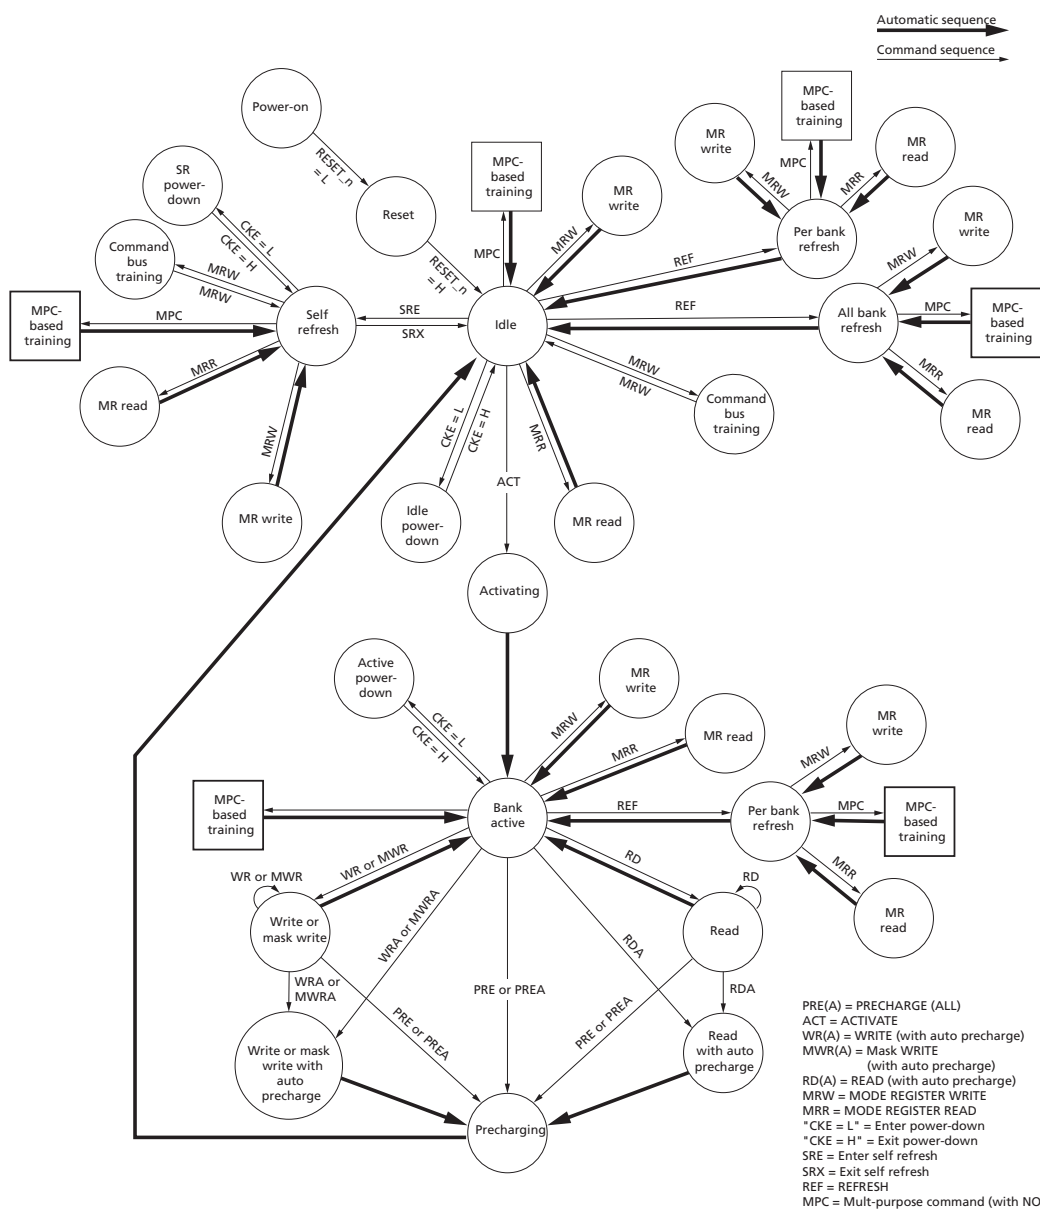 Automatic sequence
Command sequence
Power-on
RESET_n
= L
Reset
RESET_n
= H
SR
power-
down
CKE = L
CKE = H
Command
bus
training
MRW
MRW
MPC-
based
training
MPC
Self
refresh
MRR
MR read
MRW
MR write
SRE
SRX
Idle
MPC-
based
training
MPC
MR
write
MRW
REF
Per bank
refresh
MR
write
MRW
MPC-
based
training
MPC
MR
read
MRR
REF
All bank
refresh
MR
write
MRW
MPC
MPC-
based
training
MRR
MR
read
MRW
MRW
Command
bus
training
CKE = L
CKE = H
Idle
power-
down
ACT
MRR
MR read
Activating
Active
power-
down
CKE = L
CKE = H
MR
write
MRW
MRR
MR read
MPC-
based
training
Bank
active
REF
Per bank
refresh
MR
write
MRW
MPC
MPC-
based
training
MRR
MR
read
WR or MWR
WR or MWR
Write or
mask write
RD
RD
Read
WRA or MWRA
WRA or
MWRA
PRE or PREA
PRE or PREA
PRE or PREA
RDA
RDA
Write or mask
write with
auto
precharge
Read
with auto
precharge
Precharging
PRE(A) = PRECHARGE (ALL)
ACT = ACTIVATE
WR(A) = WRITE (with auto precharge)
MWR(A) = Mask WRITE
(with auto precharge)
RD(A) = READ (with auto precharge)
MRW = MODE REGISTER WRITE
MRR = MODE REGISTER READ
"CKE = L" = Enter power-down
"CKE = H" = Exit power-down
SRE = Enter self refresh
SRX = Exit self refresh
REF = REFRESH
MPC = Mult-purpose command (with NO